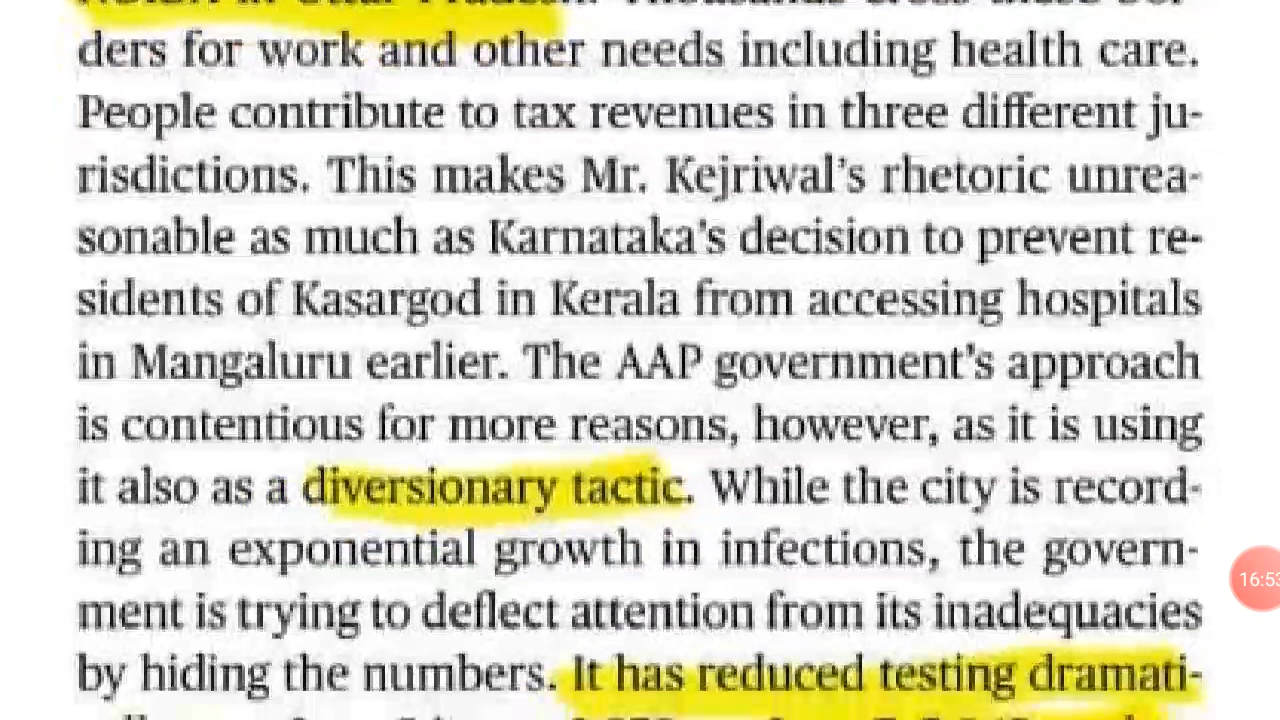 ders for work and other needs including health care.
People contribute to tax revenues in three different ju-
risdictions. This makes Mr. Kejriwal’s rhetoric unrea-
sonable as much as Karnataka’s decision to prevent re-
sidents of Kasargod in Kerala from accessing hospitals
in Mangaluru earlier. The AAP government’s approach
is contentious for more reasons, however, as it is using
it also as a diversionary tactic. While the city is record-
ing an exponential growth in infections, the govern-
ment is trying to deflect attention from its inadequacies
by hiding the numbers. It has reduced testing dramati-
16:53